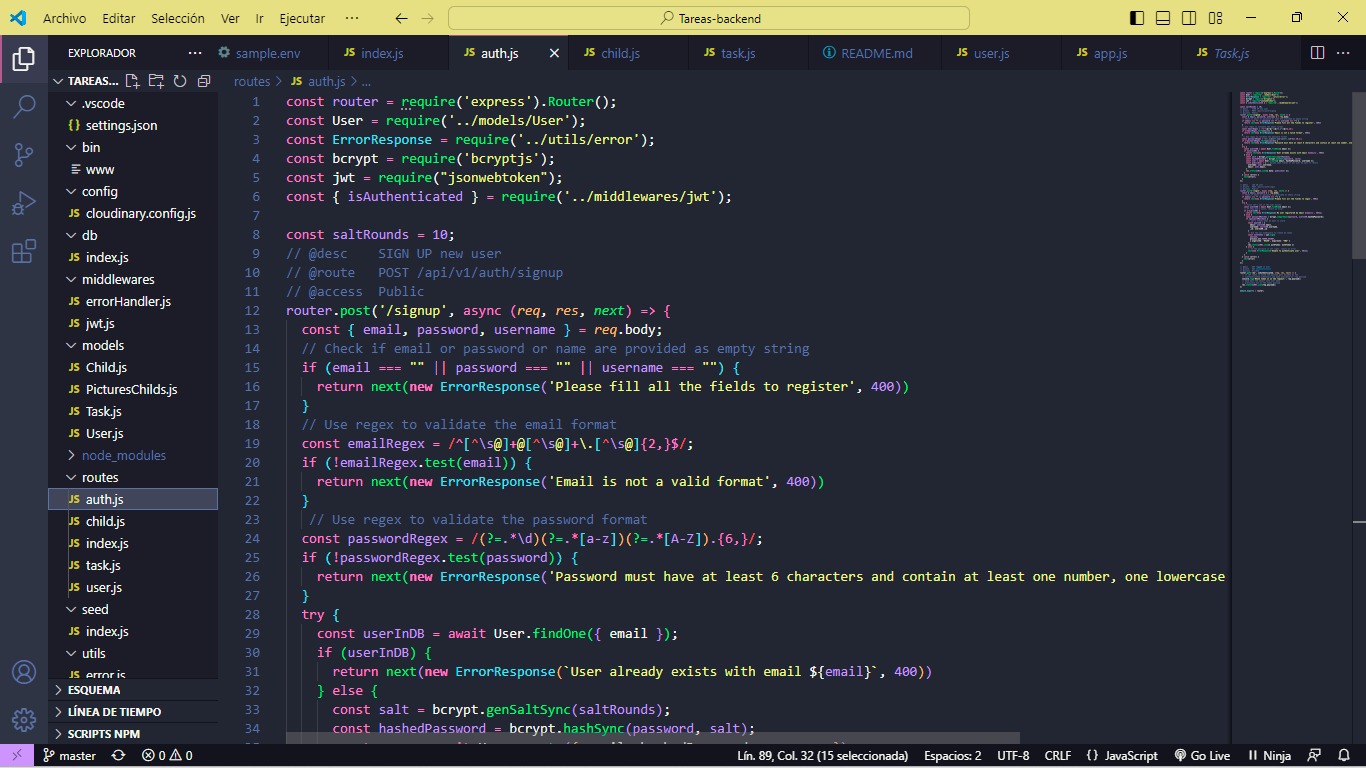 Archivo Editar Selección Ver Ir Ejecutar ··· Tareas-backend
EXPLORADOR ···
sample.env JS index.js JS auth.js JS child.js JS task.js README.md JS user.js JS app.js JS Task.js ···
TAREAS...
.vscode
{} settings.json
bin
www
config
JS cloudinary.config.js
db
JS index.js
middlewares
JS errorHandler.js
JS jwt.js
models
JS Child.js
JS PicturesChilds.js
JS Task.js
JS User.js
node_modules
routes
JS auth.js
JS child.js
JS index.js
JS task.js
JS user.js
seed
JS index.js
utils
JS error.js
ESQUEMA
LÍNEA DE TIEMPO
SCRIPTS NPM
routes > JS auth.js > ...
1 const router = require('express').Router();
2 const User = require('../models/User');
3 const ErrorResponse = require('../utils/error');
4 const bcrypt = require('bcryptjs');
5 const jwt = require("jsonwebtoken");
6 const { isAuthenticated } = require('../middlewares/jwt');
7
8 const saltRounds = 10;
9 // @desc    SIGN UP new user
10 // @route   POST /api/v1/auth/signup
11 // @access  Public
12 router.post('/signup', async (req, res, next) => {
13   const { email, password, username } = req.body;
14   // Check if email or password or name are provided as empty string
15   if (email === "" || password === "" || username === "") {
16     return next(new ErrorResponse('Please fill all the fields to register', 400))
17   }
18   // Use regex to validate the email format
19   const emailRegex = /^[^\s@]+@[^\s@]+\.[^\s@]{2,}$/;
20   if (!emailRegex.test(email)) {
21     return next(new ErrorResponse('Email is not a valid format', 400))
22   }
23    // Use regex to validate the password format
24   const passwordRegex = /(?=.*\d)(?=.*[a-z])(?=.*[A-Z]).{6,}/;
25   if (!passwordRegex.test(password)) {
26     return next(new ErrorResponse('Password must have at least 6 characters and contain at least one number, one lowercase
27   }
28   try {
29     const userInDB = await User.findOne({ email });
30     if (userInDB) {
31       return next(new ErrorResponse(`User already exists with email ${email}`, 400))
32     } else {
33       const salt = bcrypt.genSaltSync(saltRounds);
34       const hashedPassword = bcrypt.hashSync(password, salt);
master 0 0 Lín. 89, Col. 32 (15 seleccionada) Espacios: 2 UTF-8 CRLF {} JavaScript Go Live Ninja